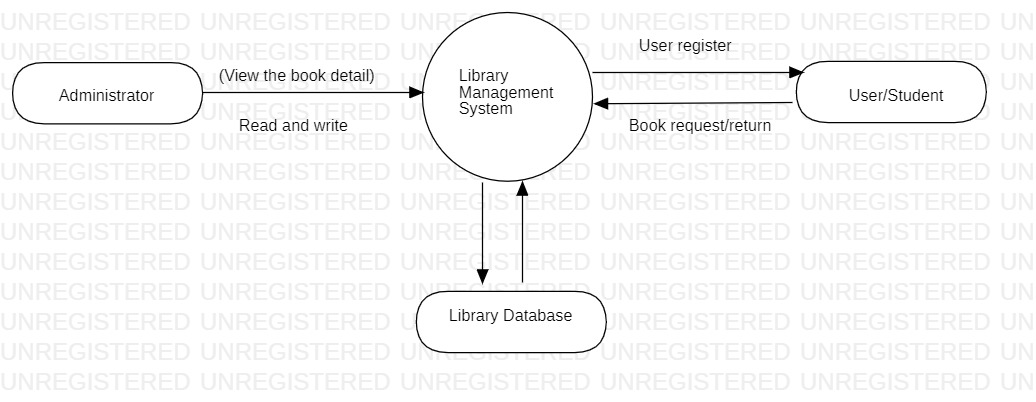 UNREGISTERED UNREGISTERED UNREGISTERED UNREGISTERED UNREGISTERED UN
User register
(View the book detail)
Library
Management
System
Administrator
User/Student
Read and write
Book request/return
Library Database